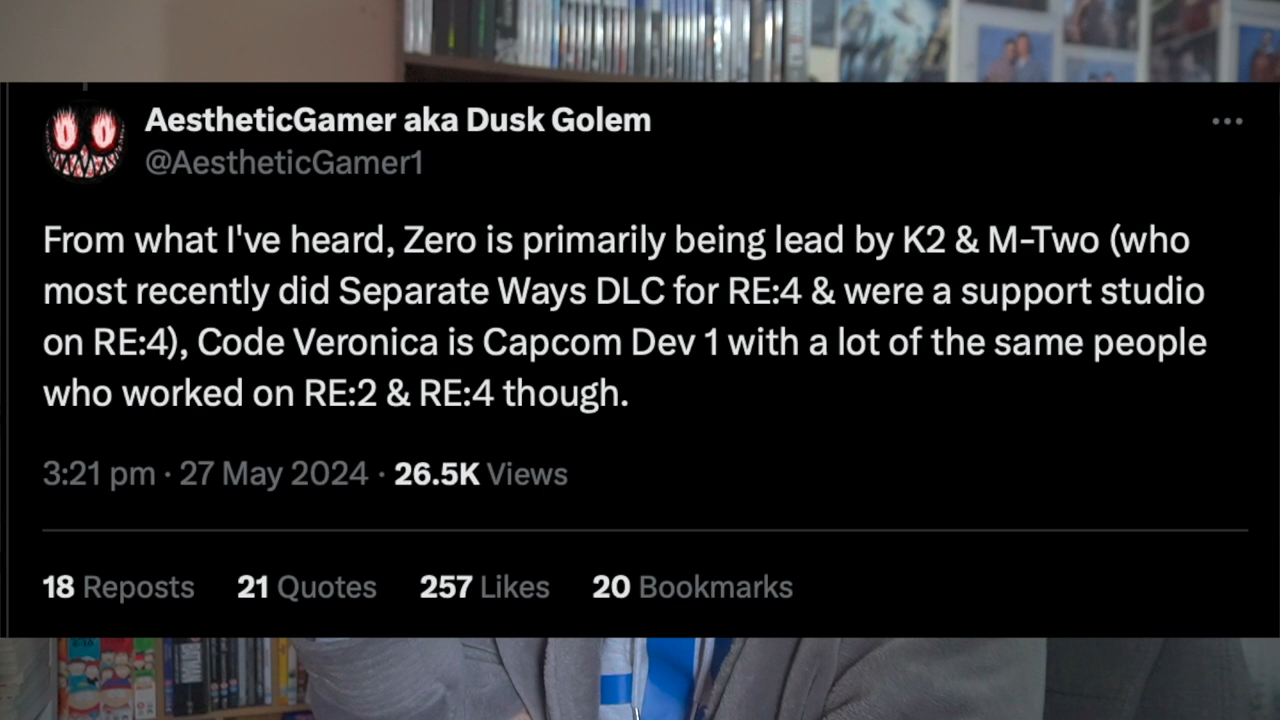 AestheticGamer aka Dusk Golem
@AestheticGamer1
From what I've heard, Zero is primarily being lead by K2 & M-Two (who
most recently did Separate Ways DLC for RE:4 & were a support studio
on RE:4), Code Veronica is Capcom Dev 1 with a lot of the same people
who worked on RE:2 & RE:4 though.
3:21 pm · 27 May 2024 · 26.5K Views
18 Reposts 21 Quotes 257 Likes 20 Bookmarks